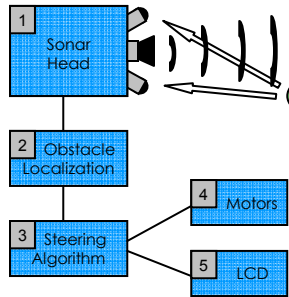 1
Sonar
Head
2
Obstacle
Localization
3
Steering
Algorithm
4
Motors
5
LCD